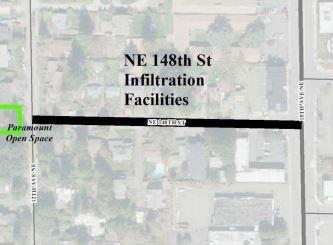 NE 148th St
Infiltration
Facilities
NE 148TH ST
Paramount
Open Space
12TH AVE NE
15TH AVE NE